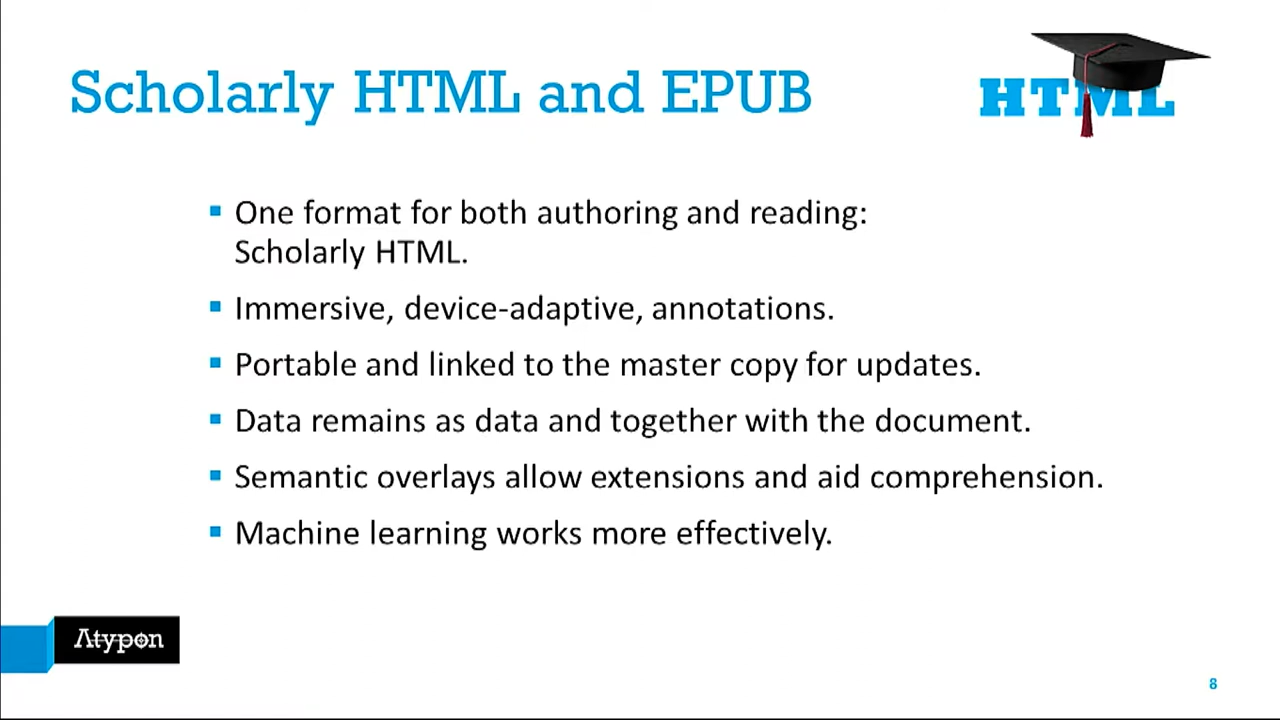 Scholarly HTML and EPUB
HTML
▪ One format for both authoring and reading:
Scholarly HTML.
▪ Immersive, device-adaptive, annotations.
▪ Portable and linked to the master copy for updates.
▪ Data remains as data and together with the document.
▪ Semantic overlays allow extensions and aid comprehension.
▪ Machine learning works more effectively.
Atypon
8